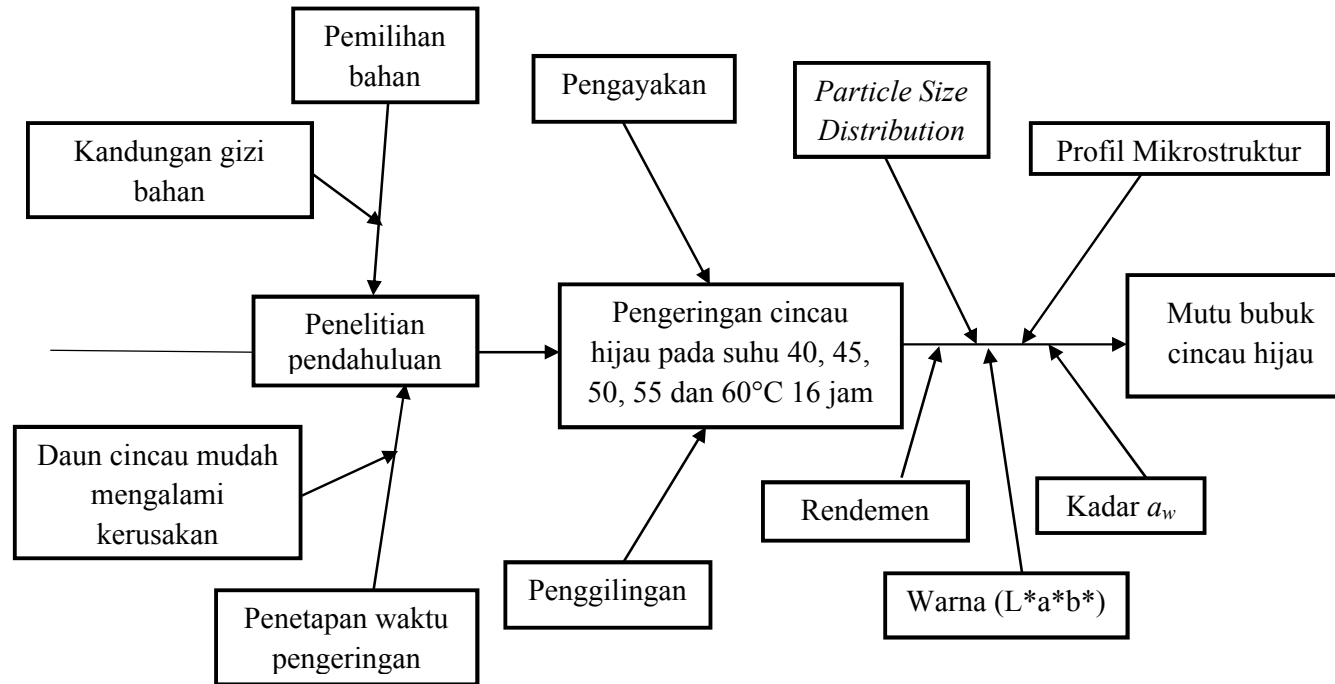 Pemilihan
bahan
Kandungan gizi
bahan
Pengayakan
Particle Size
Distribution
Profil Mikrostruktur
Penelitian
pendahuluan
Pengeringan cincau
hijau pada suhu 40, 45,
50, 55 dan 60°C 16 jam
Mutu bubuk
cincau hijau
Daun cincau mudah
mengalami
kerusakan
Penetapan waktu
pengeringan
Penggilingan
Rendemen
Warna (L*a*b*)
Kadar a_w